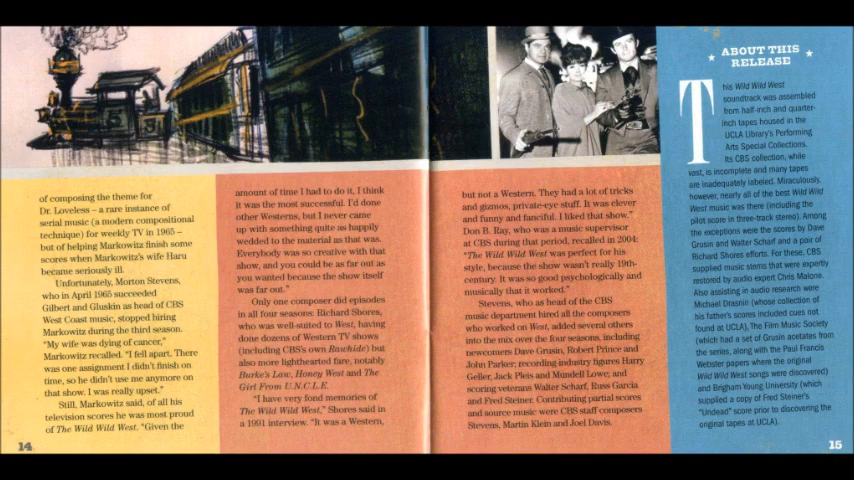 of composing the theme for
Dr. Loveless – a rare instance of
serial music (a modern compositional
technique) for weekly TV in 1965 –
but of helping Markowitz finish some
scores when Markowitz's wife Haru
became seriously ill.
Unfortunately, Morton Stevens,
who in April 1965 succeeded
Gilbert and Gluskin as head of CBS
West Coast music, stopped hiring
Markowitz during the third season.
"My wife was dying of cancer,"
Markowitz recalled. "I fell apart. There
was one assignment I didn't finish on
time, so he didn't use me anymore on
that show. I was really upset."
Still, Markowitz said, of all his
television scores he was most proud
of The Wild Wild West. "Given the
14
amount of time I had to do it, I think
it was the most successful. I'd done
other Westerns, but I never came
up with something quite as happily
wedded to the material as that was.
Everybody was so creative with that
show, and you could be as far out as
you wanted because the show itself
was far out."
Only one composer did episodes
in all four seasons: Richard Shores,
who was well-suited to West, having
done dozens of Western TV shows
(including CBS's own Rawhide) but
also more lighthearted fare, notably
Burke's Law, Honey West and The
Girl From U.N.C.L.E.
"I have very fond memories of
The Wild Wild West," Shores said in
a 1991 interview. "It was a Western,
but not a Western. They had a lot of tricks
and gizmos, private-eye stuff. It was clever
and funny and fanciful. I liked that show."
Don B. Ray, who was a music supervisor
at CBS during that period, recalled in 2004:
"The Wild Wild West was perfect for his
style, because the show wasn't really 19th-
century. It was so good psychologically and
musically that it worked."
Stevens, who as head of the CBS
music department hired all the composers
who worked on West, added several others
into the mix over the four seasons, including
newcomers Dave Grusin, Robert Prince and
John Parker; recording-industry figures Harry
Geller, Jack Pleis and Mundell Lowe; and
scoring veterans Walter Scharf, Russ Garcia
and Fred Steiner. Contributing partial scores
and source music were CBS staff composers
Stevens, Martin Klein and Joel Davis.
ABOUT THIS
RELEASE
This Wild Wild West
soundtrack was assembled
from half-inch and quarter-
inch tapes housed in the
UCLA Library's Performing
Arts Special Collections.
Its CBS collection, while
vast, is incomplete and many tapes
are inadequately labeled. Miraculously,
however, nearly all of the best Wild Wild
West music was there (including the
pilot score in three-track stereo). Among
the exceptions were the scores by Dave
Grusin and Walter Scharf and a pair of
Richard Shores efforts. For these, CBS
supplied music stems that were expertly
restored by audio expert Chris Malone.
Also assisting in audio research were
Michael Drasnin (whose collection of
his father's scores included cues not
found at UCLA), The Film Music Society
(which had a set of Grusin acetates from
the series, along with the Paul Francis
Webster papers where the original
Wild Wild West songs were discovered)
and Brigham Young University (which
supplied a copy of Fred Steiner's
"Undead" score prior to discovering the
original tapes at UCLA).
15